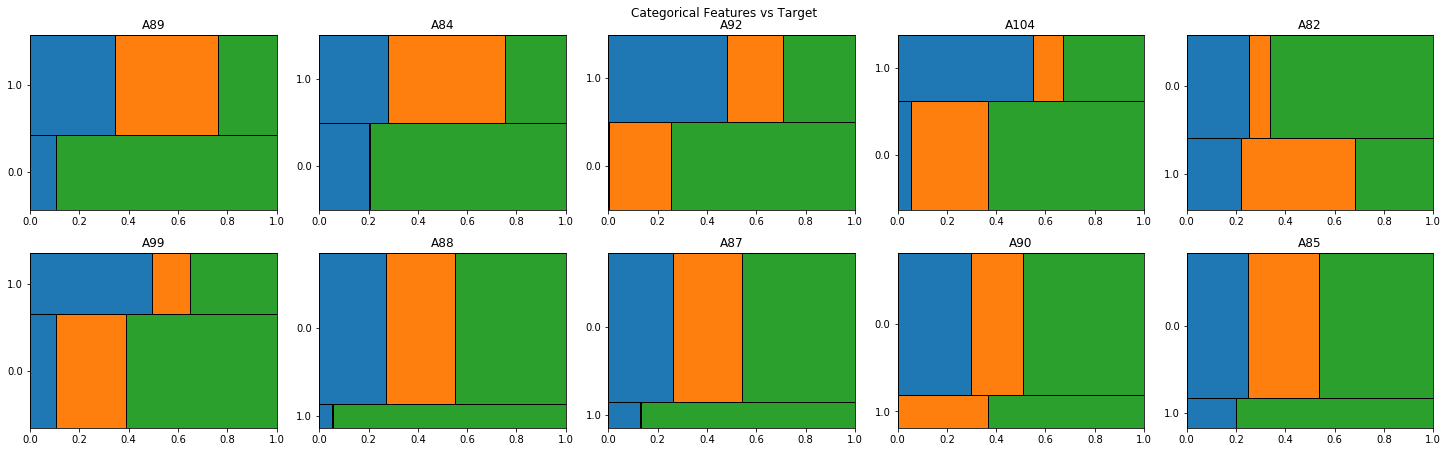 Categorical Features vs Target
A89 A84 A92 A104 A82
1.0 1.0 1.0 1.0 0.0
0.0 0.0 0.0 0.0 1.0
0.0 0.2 0.4 0.6 0.8 1.0 0.0 0.2 0.4 0.6 0.8 1.0 0.0 0.2 0.4 0.6 0.8 1.0 0.0 0.2 0.4 0.6 0.8 1.0 0.0 0.2 0.4 0.6 0.8 1.0
A99 A88 A87 A90 A85
1.0 0.0 0.0 0.0 0.0
0.0 1.0 1.0 1.0 1.0
0.0 0.2 0.4 0.6 0.8 1.0 0.0 0.2 0.4 0.6 0.8 1.0 0.0 0.2 0.4 0.6 0.8 1.0 0.0 0.2 0.4 0.6 0.8 1.0 0.0 0.2 0.4 0.6 0.8 1.0